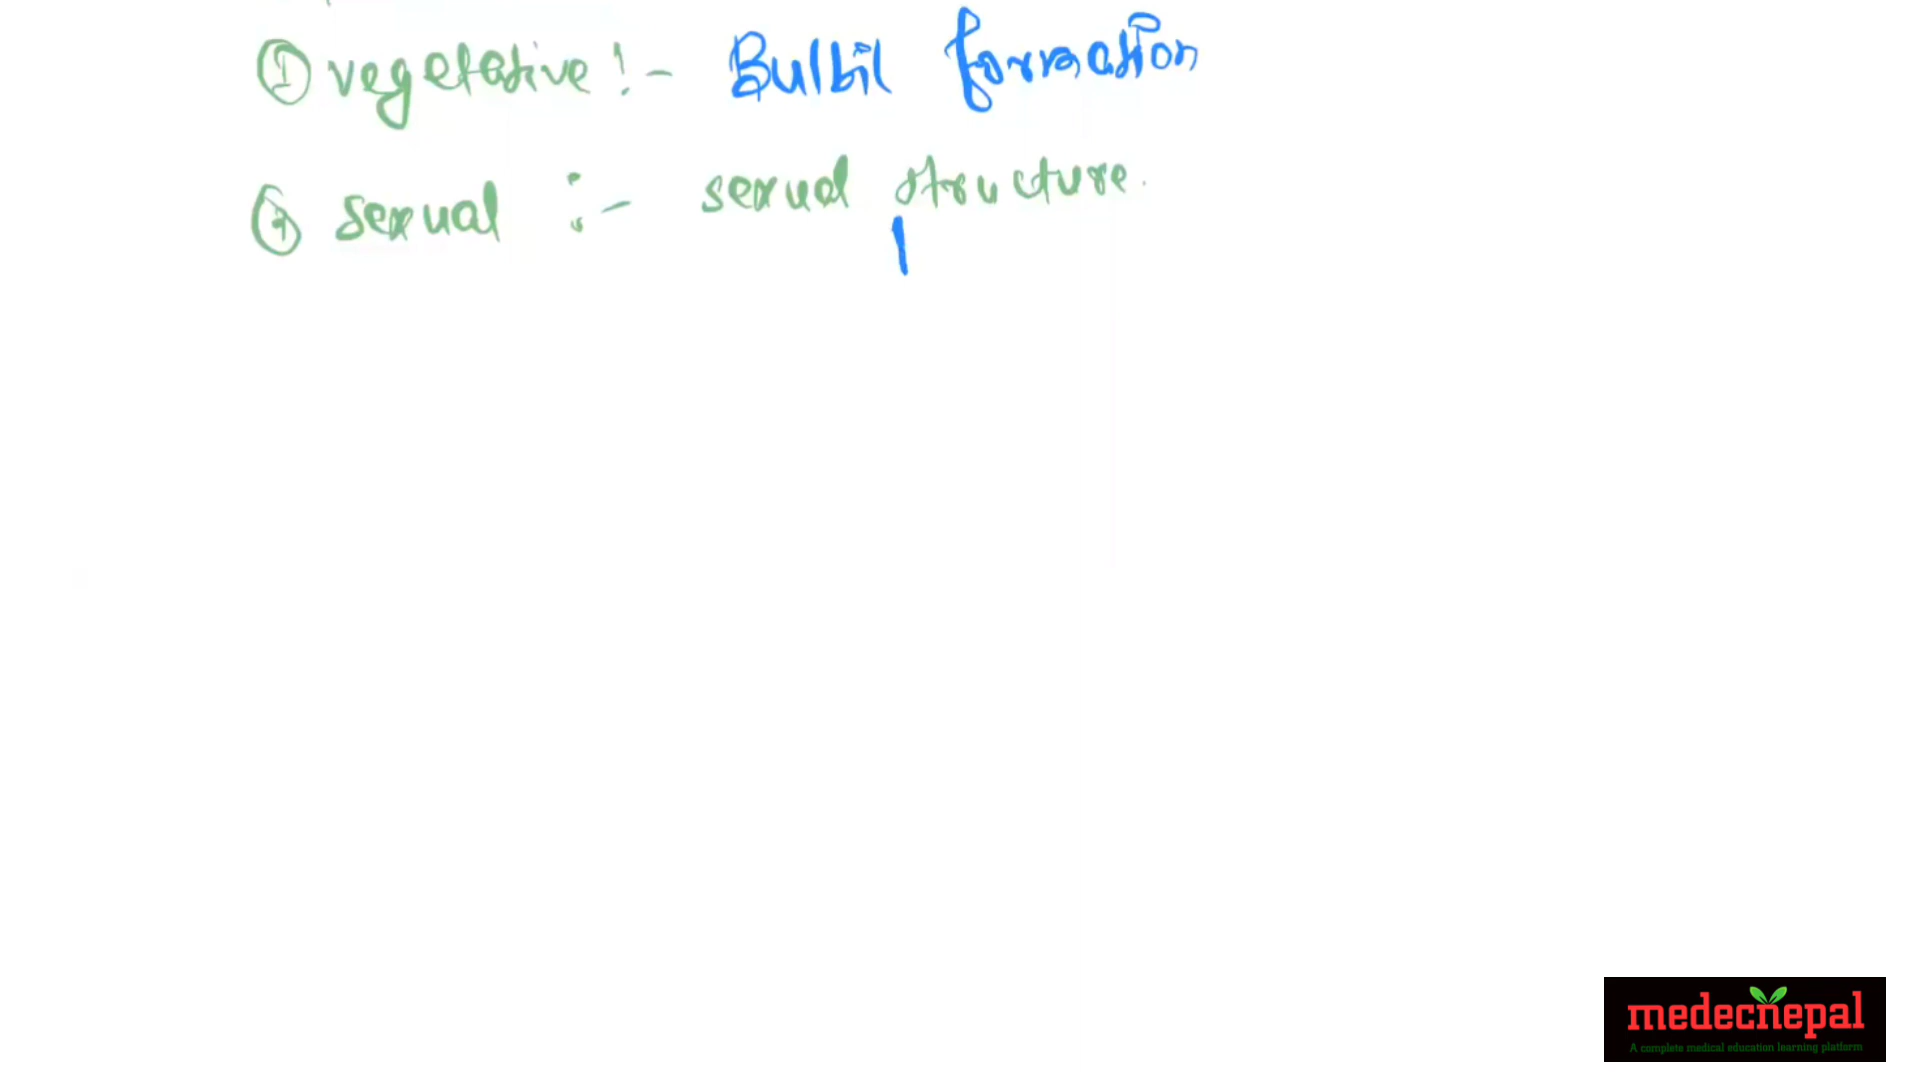 ① vegetative :- Bulbil formation
② sexual :- sexual structure.
medecnepal
A complete medical education learning platform